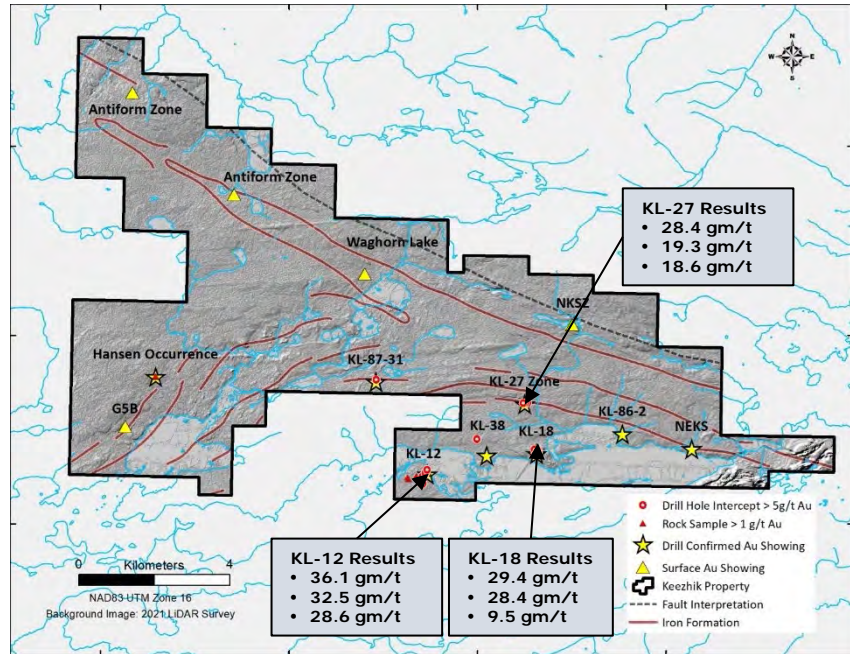 N
W E
S
Antiform Zone
Antiform Zone
KL-27 Results
• 28.4 gm/t
• 19.3 gm/t
• 18.6 gm/t
Waghorn Lake
NKS2
Hansen Occurrence
KL-87-31
KL-27 Zone
G5B
KL-86-2
KL-38
KL-18
NEKS
KL-12
Drill Hole Intercept > 5g/t Au
Rock Sample > 1 g/t Au
Drill Confirmed Au Showing
Surface Au Showing
Keezhik Property
Fault Interpretation
Iron Formation
KL-12 Results
• 36.1 gm/t
• 32.5 gm/t
• 28.6 gm/t
KL-18 Results
• 29.4 gm/t
• 28.4 gm/t
• 9.5 gm/t
0 Kilometers 4
NAD83 UTM Zone 16
Background Image: 2021 LiDAR Survey